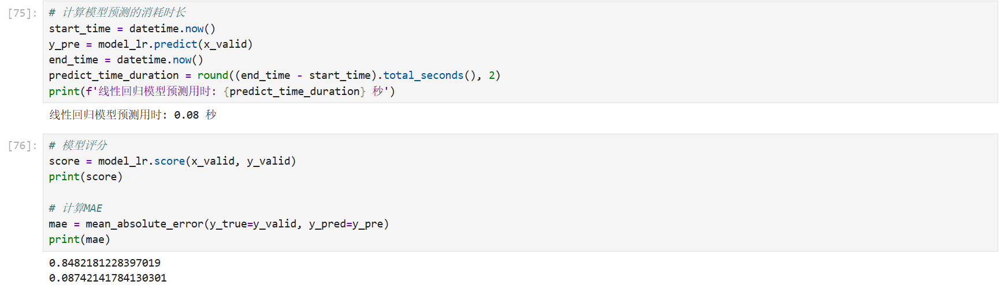 [75]:
# 计算模型预测的消耗时长
start_time = datetime.now()
y_pre = model_lr.predict(x_valid)
end_time = datetime.now()
predict_time_duration = round((end_time - start_time).total_seconds(), 2)
print(f'线性回归模型预测用时: {predict_time_duration} 秒')
线性回归模型预测用时: 0.08 秒
[76]:
# 模型评分
score = model_lr.score(x_valid, y_valid)
print(score)
# 计算MAE
mae = mean_absolute_error(y_true=y_valid, y_pred=y_pre)
print(mae)
0.8482181228397019
0.08742141784130301